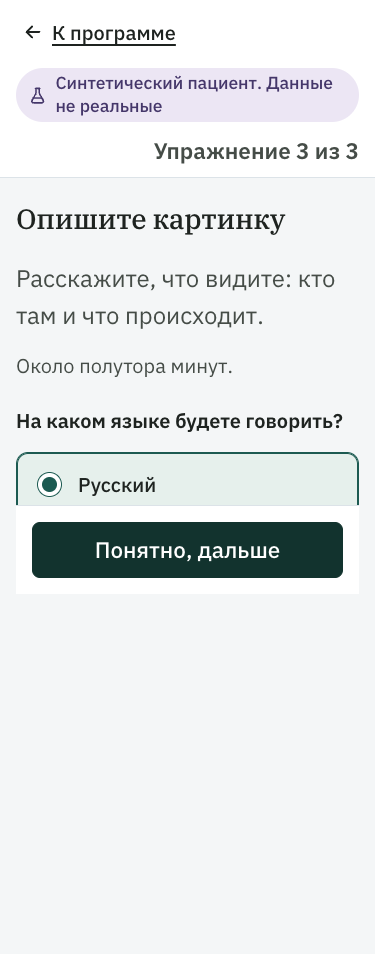 К программе
Синтетический пациент. Данные
не реальные
Упражнение 3 из 3
Опишите картинку
Расскажите, что видите: кто
там и что происходит.
Около полутора минут.
На каком языке будете говорить?
Русский
Понятно, дальше